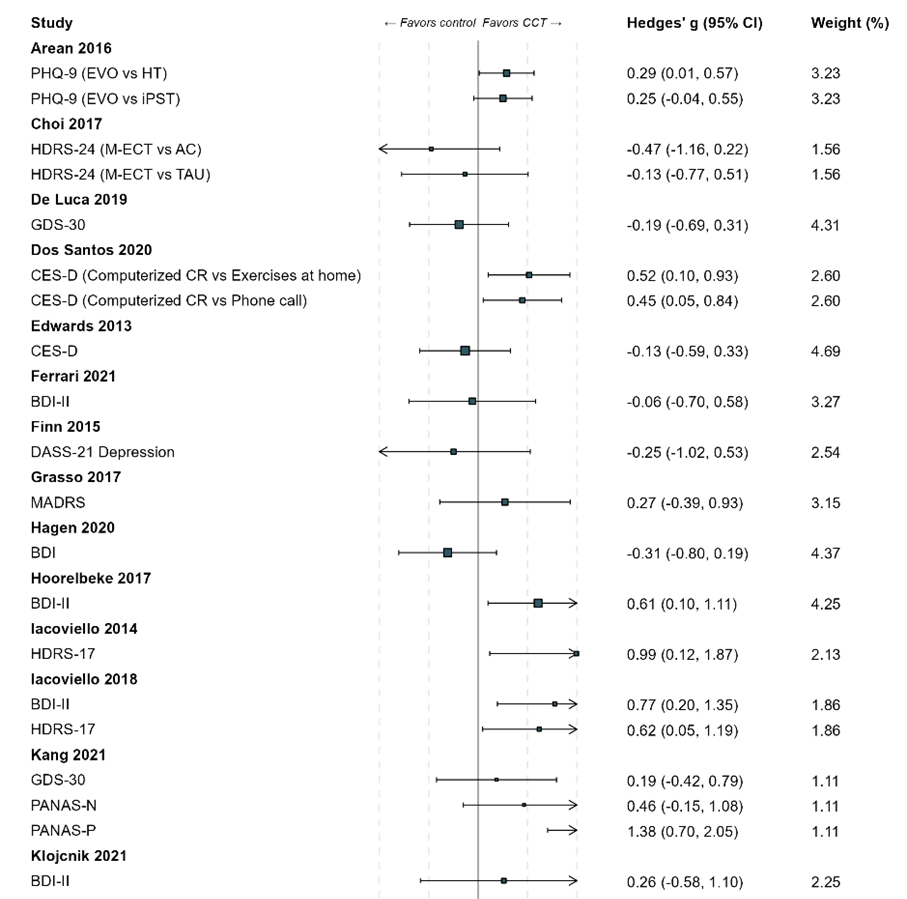 Study ← Favors control Favors CCT → Hedges' g (95% CI) Weight (%)
Arean 2016
PHQ-9 (EVO vs HT) 0.29 (0.01, 0.57) 3.23
PHQ-9 (EVO vs iPST) 0.25 (-0.04, 0.55) 3.23
Choi 2017
HDRS-24 (M-ECT vs AC) -0.47 (-1.16, 0.22) 1.56
HDRS-24 (M-ECT vs TAU) -0.13 (-0.77, 0.51) 1.56
De Luca 2019
GDS-30 -0.19 (-0.69, 0.31) 4.31
Dos Santos 2020
CES-D (Computerized CR vs Exercises at home) 0.52 (0.10, 0.93) 2.60
CES-D (Computerized CR vs Phone call) 0.45 (0.05, 0.84) 2.60
Edwards 2013
CES-D -0.13 (-0.59, 0.33) 4.69
Ferrari 2021
BDI-II -0.06 (-0.70, 0.58) 3.27
Finn 2015
DASS-21 Depression -0.25 (-1.02, 0.53) 2.54
Grasso 2017
MADRS 0.27 (-0.39, 0.93) 3.15
Hagen 2020
BDI -0.31 (-0.80, 0.19) 4.37
Hoorelbeke 2017
BDI-II 0.61 (0.10, 1.11) 4.25
Iacoviello 2014
HDRS-17 0.99 (0.12, 1.87) 2.13
Iacoviello 2018
BDI-II 0.77 (0.20, 1.35) 1.86
HDRS-17 0.62 (0.05, 1.19) 1.86
Kang 2021
GDS-30 0.19 (-0.42, 0.79) 1.11
PANAS-N 0.46 (-0.15, 1.08) 1.11
PANAS-P 1.38 (0.70, 2.05) 1.11
Klojcnik 2021
BDI-II 0.26 (-0.58, 1.10) 2.25